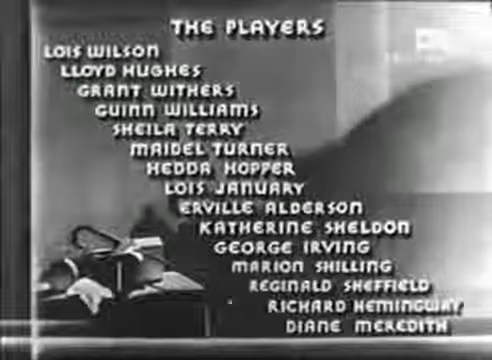 THE PLAYERS
LOIS WILSON
LLOYD HUGHES
GRANT WITHERS
GUINN WILLIAMS
SHEILA TERRY
MAIDEL TURNER
HEDDA HOPPER
LOIS JANUARY
ERVILLE ALDERSON
KATHERINE SHELDON
GEORGE IRVING
MARION SHILLING
REGINALD SHEFFIELD
RICHARD HEMINGWAY
DIANE MEREDITH